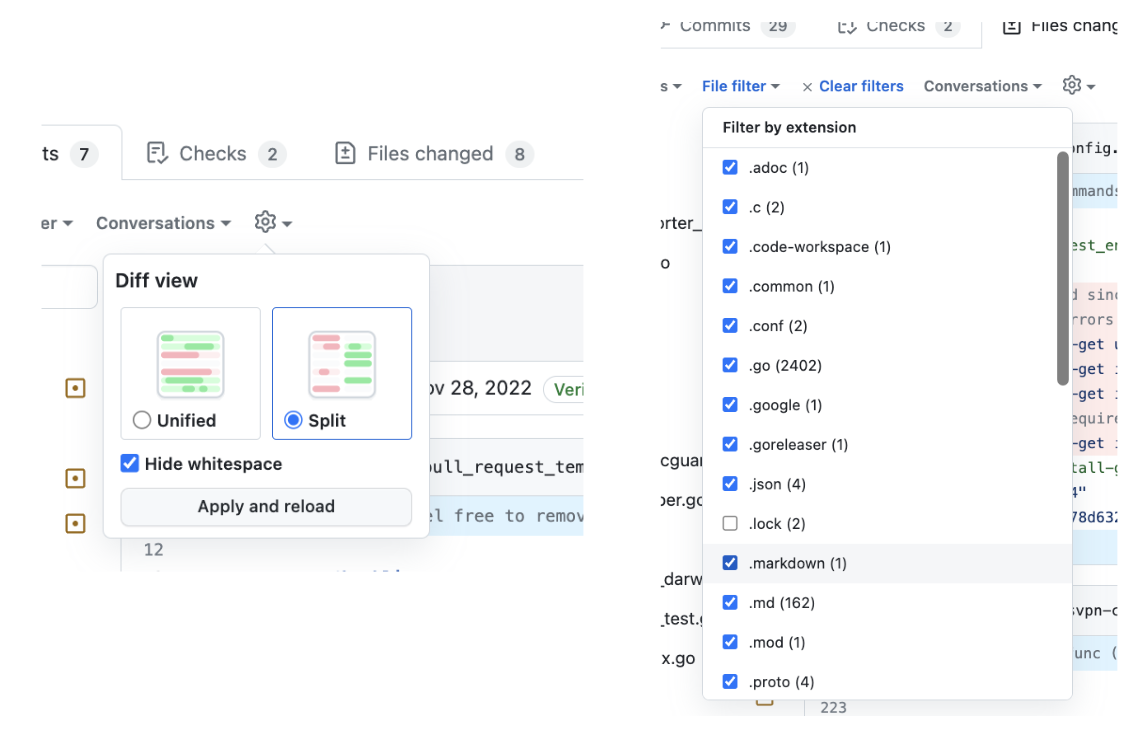 ts 7 Checks 2 Files changed 8
er Conversations
Diff view
Unified Split
Hide whitespace
Apply and reload
ov 28, 2022 Veri
pull_request_tem
el free to remov
12
Commits 29 Checks 2 Files chang
s File filter × Clear filters Conversations
Filter by extension
.adoc (1)
.c (2)
.code-workspace (1)
.common (1)
.conf (2)
.go (2402)
.google (1)
.goreleaser (1)
.json (4)
.lock (2)
.markdown (1)
.md (162)
.mod (1)
.proto (4)
orter_
o
cguar
per.go
_darw
_test.g
x.go
onfig.
mmands
est_en
d sinc
rrors
-get u
-get i
-get i
equire
-get i
tall-g
4"
78d632
svpn-c
unc (
223